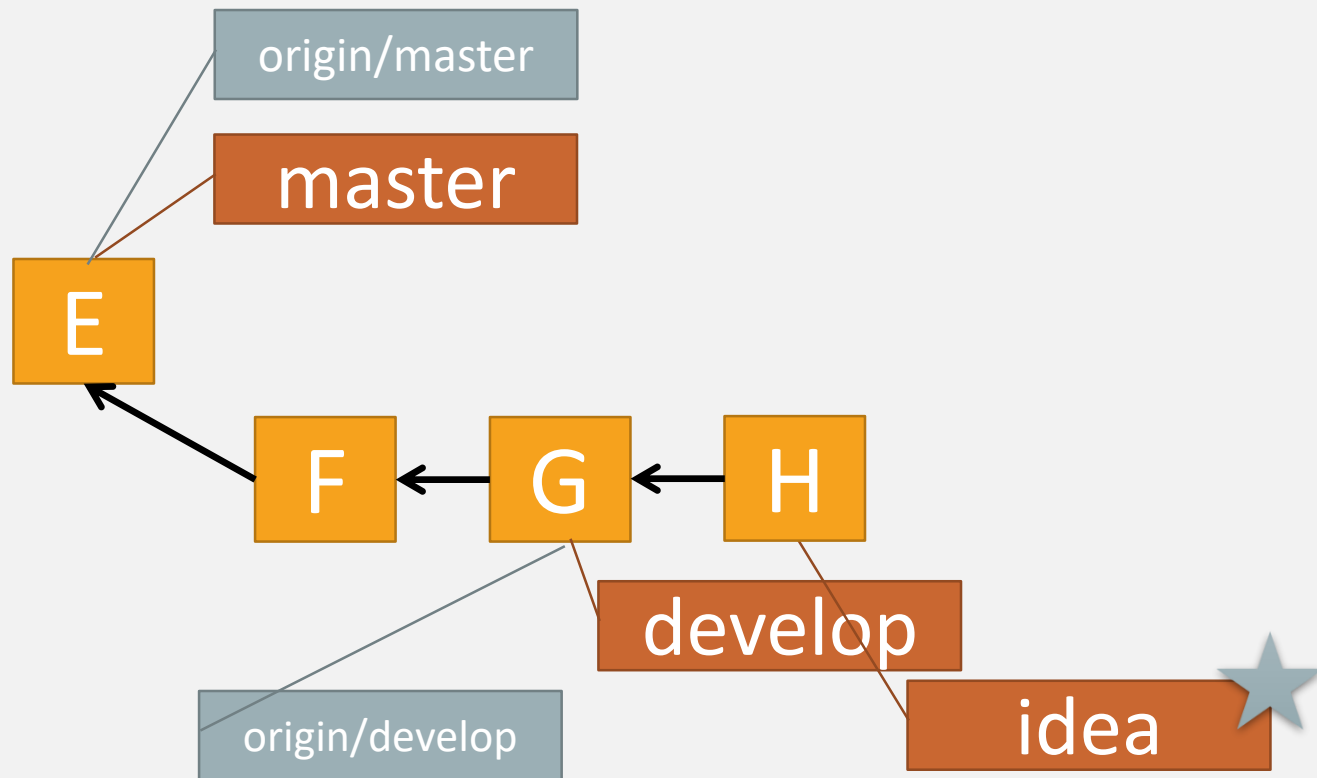 origin/master
master
E
F
G
H
develop
origin/develop
idea